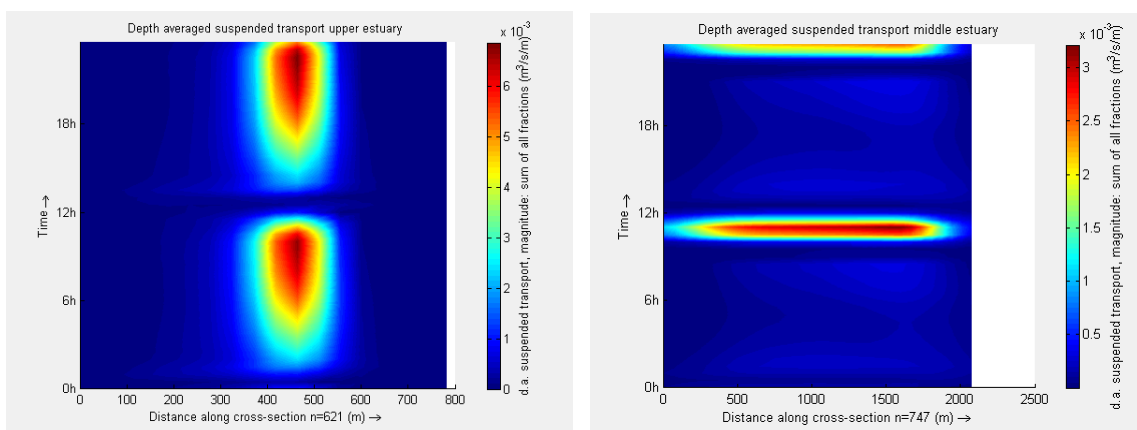 Depth averaged suspended transport upper estuary
x 10⁻³
6
5
4
3
2
1
0
d.a. suspended transport, magnitude: sum of all fractions (m³/s/m)
18h
12h
6h
0h
Time →
0 100 200 300 400 500 600 700 800
Distance along cross-section n=621 (m) →
Depth averaged suspended transport middle estuary
x 10⁻³
3
2.5
2
1.5
1
0.5
d.a. suspended transport, magnitude: sum of all fractions (m³/s/m)
18h
12h
6h
0h
Time →
0 500 1000 1500 2000 2500
Distance along cross-section n=747 (m) →